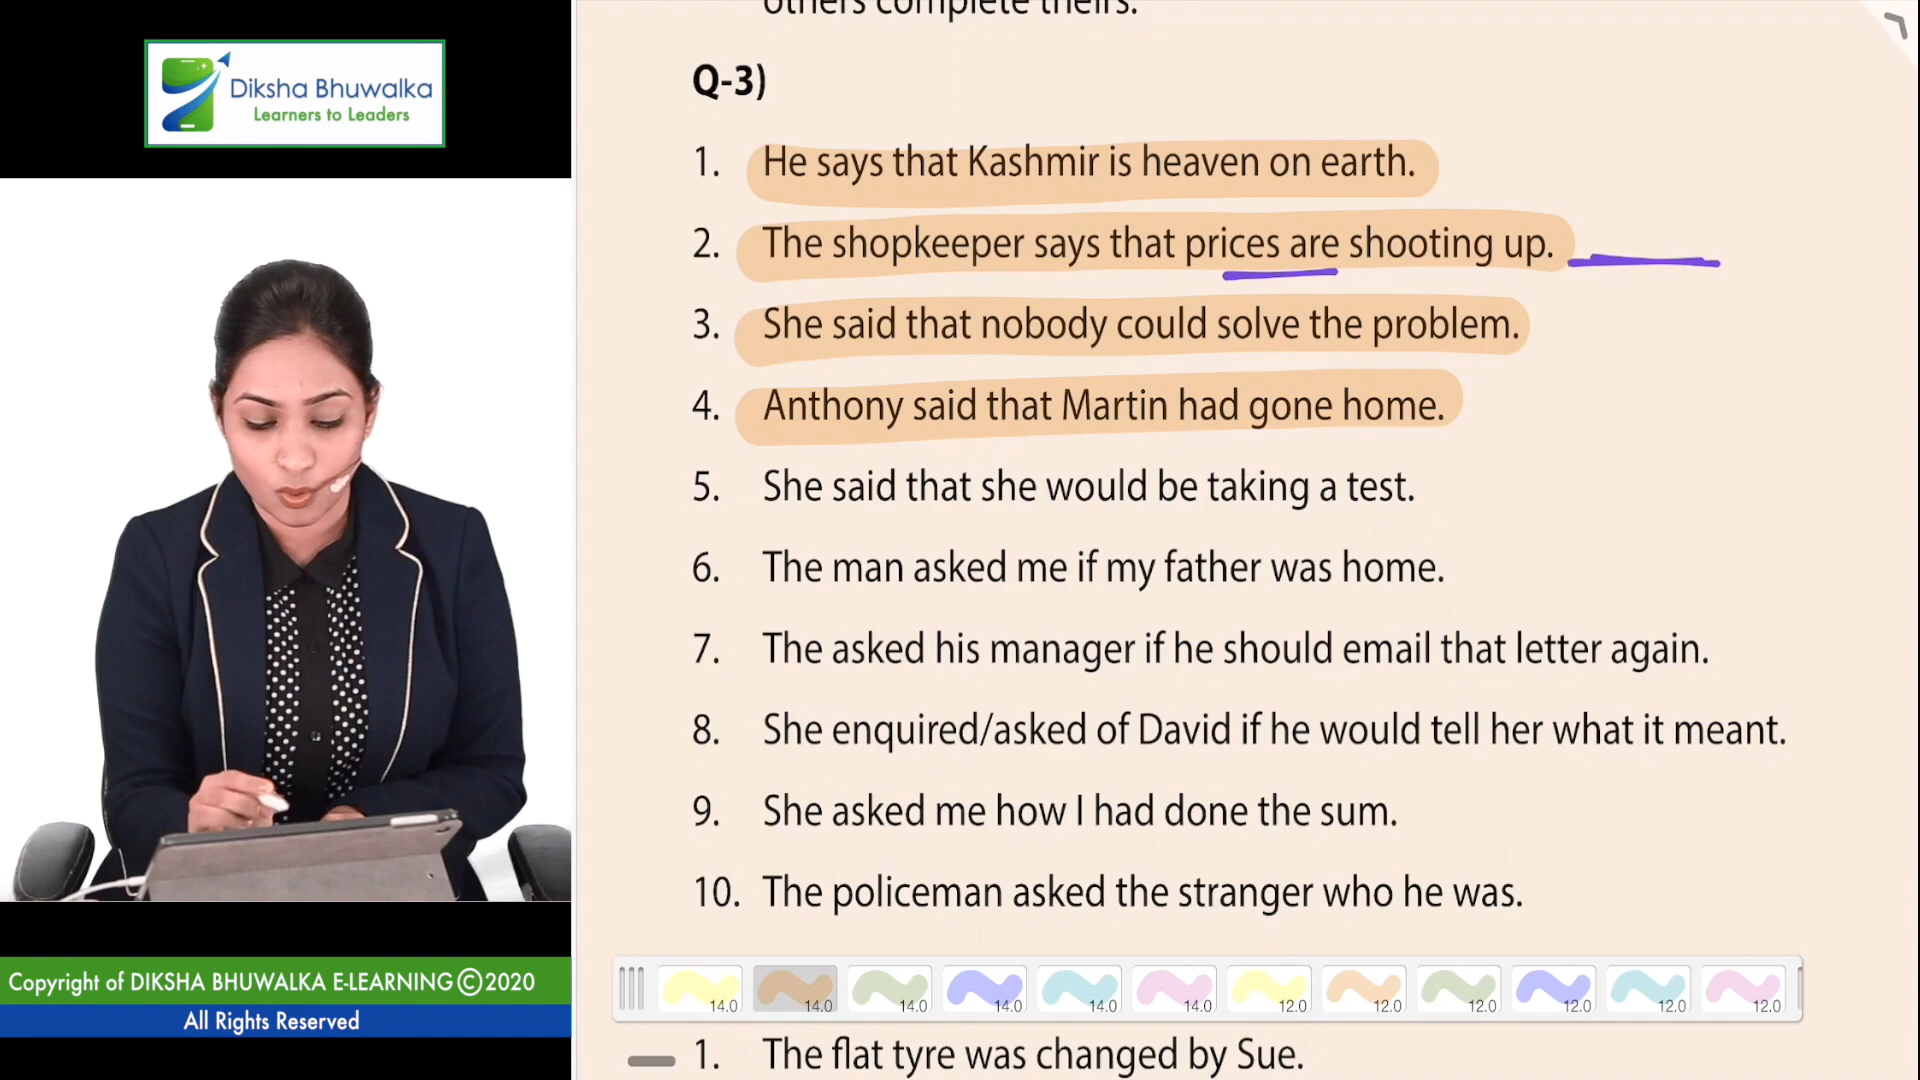 others complete theirs.
Diksha Bhuwalka
Learners to Leaders
Q-3)
1. He says that Kashmir is heaven on earth.
2. The shopkeeper says that prices are shooting up.
3. She said that nobody could solve the problem.
4. Anthony said that Martin had gone home.
5. She said that she would be taking a test.
6. The man asked me if my father was home.
7. The asked his manager if he should email that letter again.
8. She enquired/asked of David if he would tell her what it meant.
9. She asked me how I had done the sum.
10. The policeman asked the stranger who he was.
14.0 14.0 14.0 14.0 14.0 14.0 12.0 12.0 12.0 12.0 12.0 12.0
Copyright of DIKSHA BHUWALKA E-LEARNING©2020
All Rights Reserved
1. The flat tyre was changed by Sue.